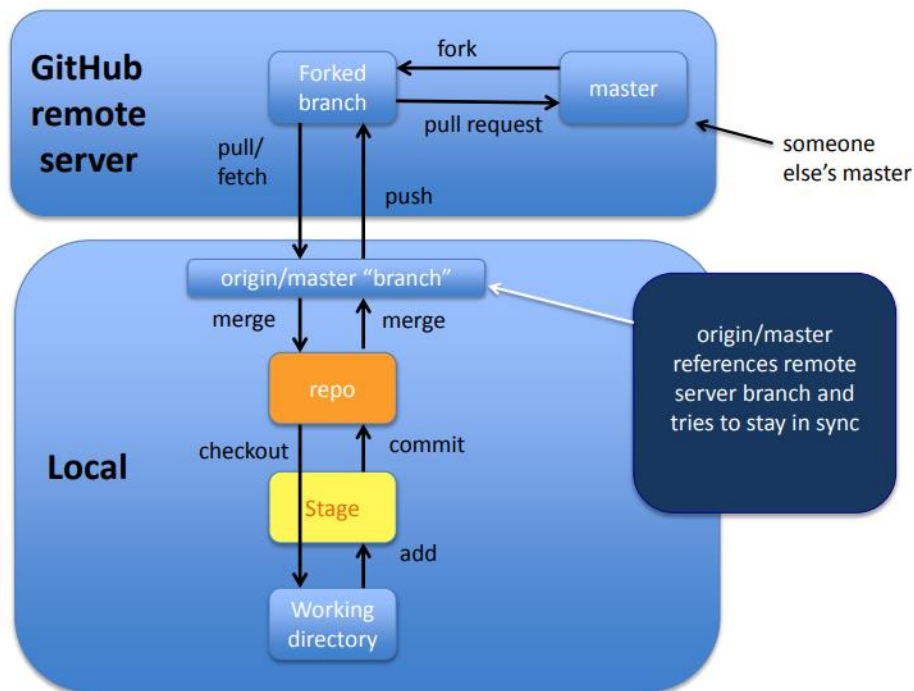 GitHub
remote
server
fork
Forked
branch
master
pull request
someone
else’s master
pull/
fetch
push
origin/master “branch”
merge
merge
origin/master
references remote
server branch and
tries to stay in sync
repo
Local
checkout
commit
Stage
add
Working
directory